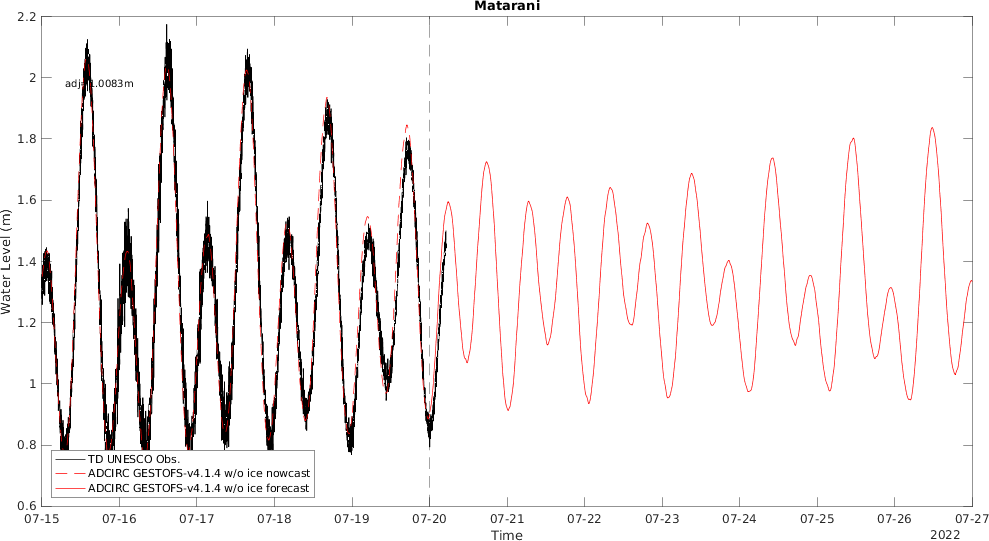 Matarani
2.2
2
1.8
1.6
1.4
1.2
1
0.8
0.6
Water Level (m)
adj=1.0083m
TD UNESCO Obs.
ADCIRC GESTOFS-v4.1.4 w/o ice nowcast
ADCIRC GESTOFS-v4.1.4 w/o ice forecast
07-15 07-16 07-17 07-18 07-19 07-20 07-21 07-22 07-23 07-24 07-25 07-26 07-27
Time
2022